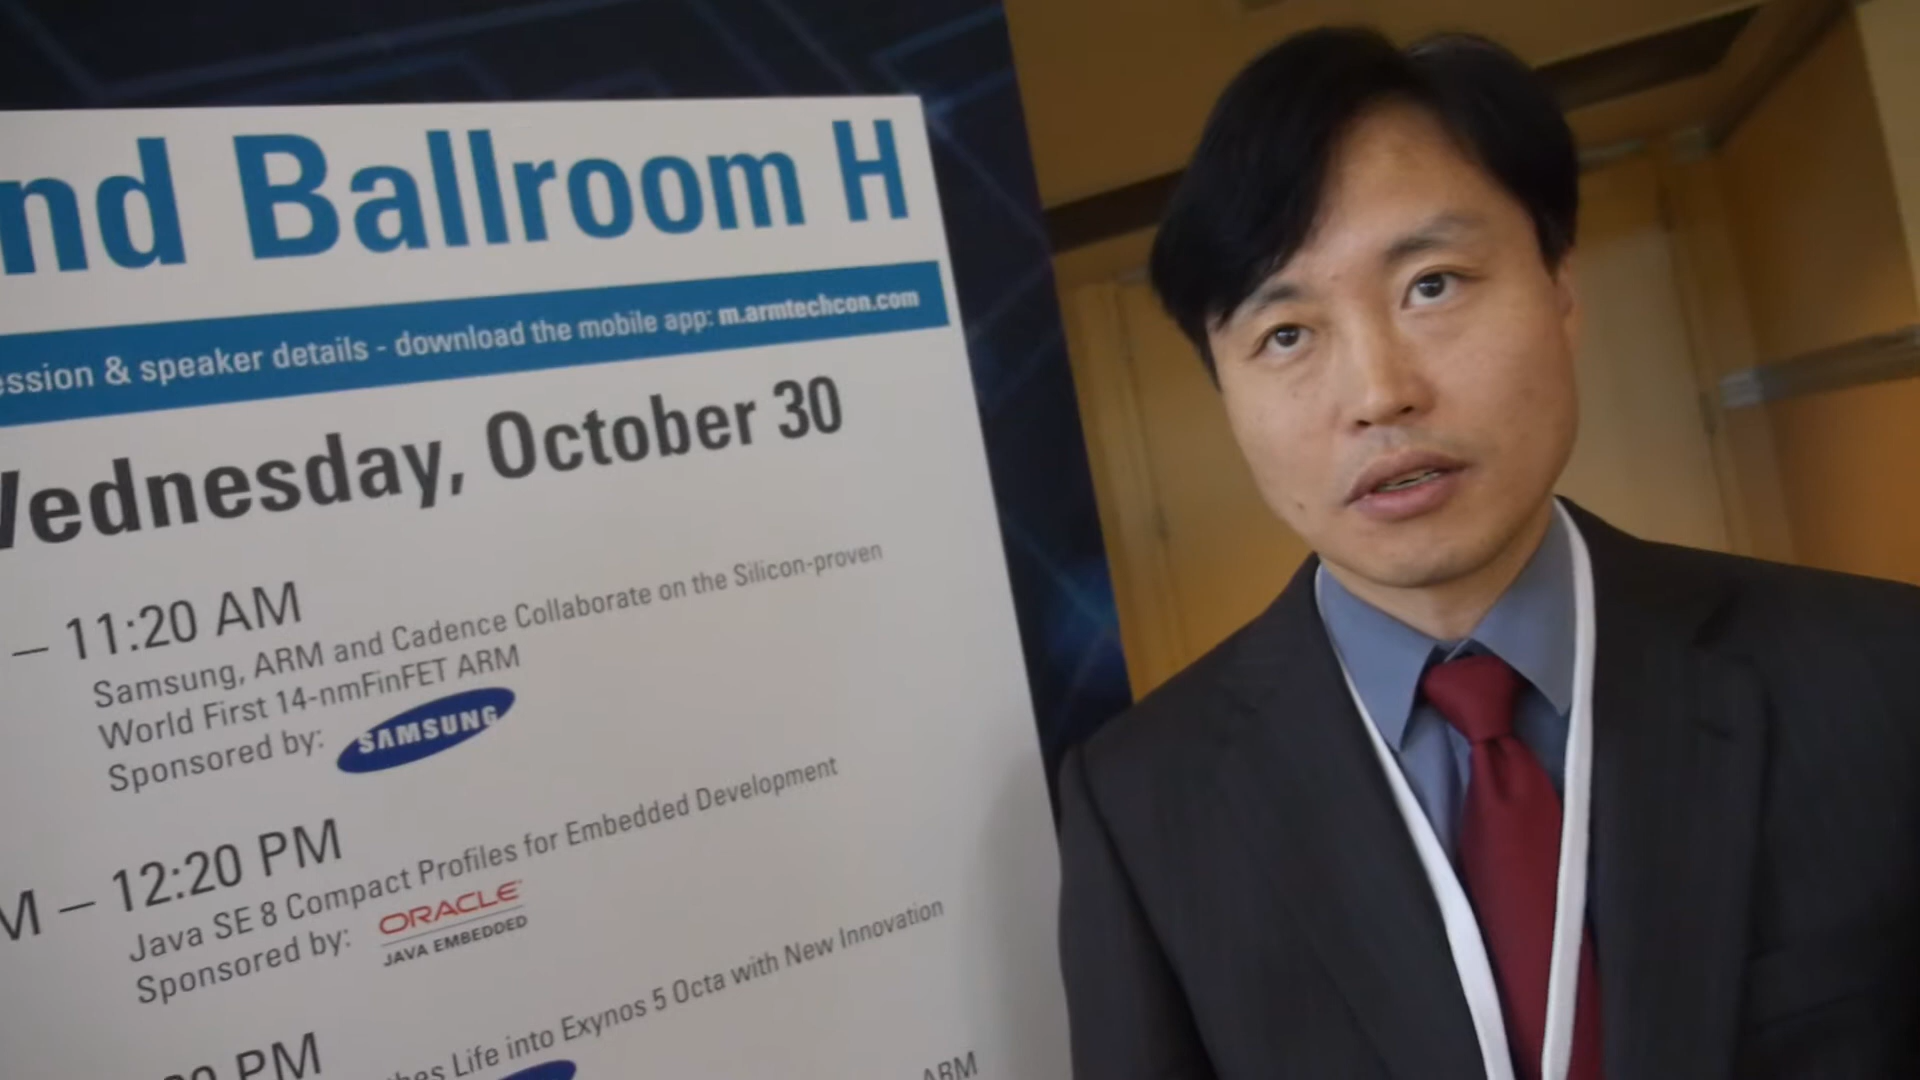 nd Ballroom H
ession & speaker details - download the mobile app: m.armtechcon.com
Wednesday, October 30
– 11:20 AM
Samsung, ARM and Cadence Collaborate on the Silicon-proven
World First 14-nmFinFET ARM
Sponsored by: SAMSUNG
M – 12:20 PM
Java SE 8 Compact Profiles for Embedded Development
Sponsored by: ORACLE
JAVA EMBEDDED
PM
hes Life into Exynos 5 Octa with New Innovation
ARM